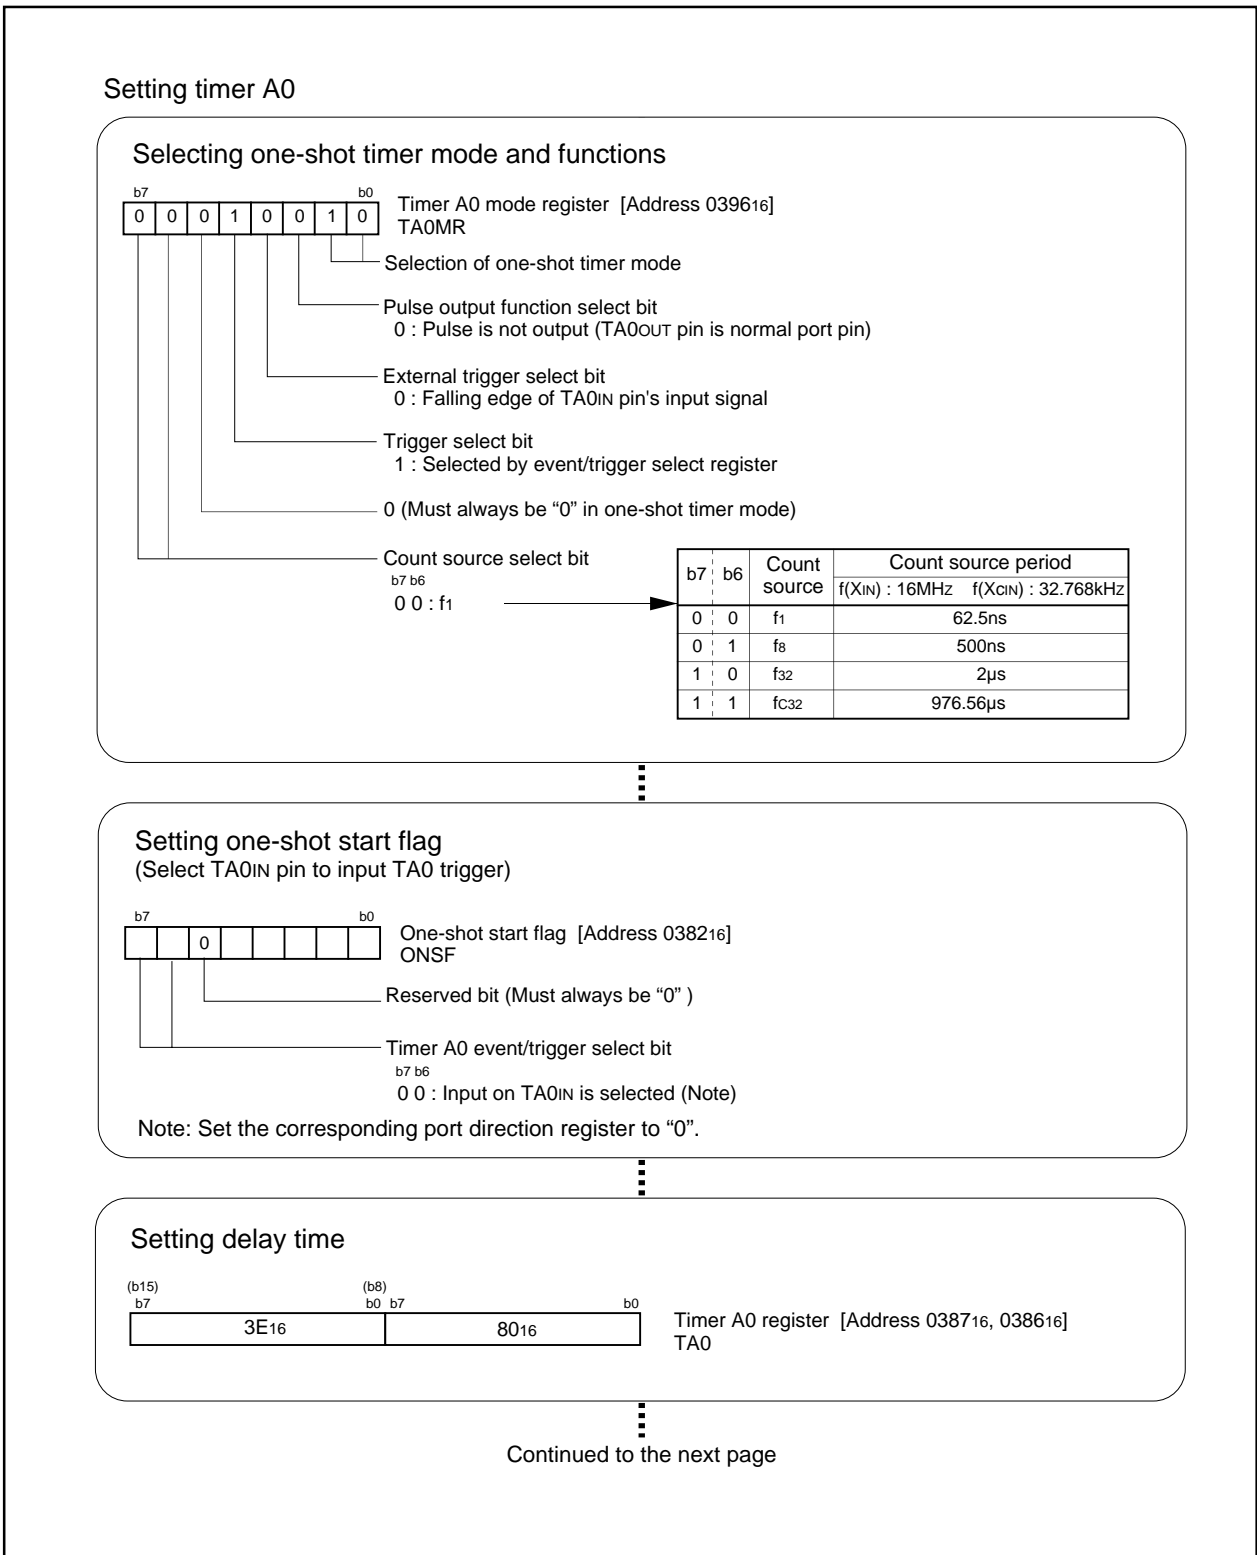 Setting timer A0
Selecting one-shot timer mode and functions
b7 b0
0 0 0 1 0 0 1 0
Timer A0 mode register [Address 039616]
TA0MR
Selection of one-shot timer mode
Pulse output function select bit
0 : Pulse is not output (TA0OUT pin is normal port pin)
External trigger select bit
0 : Falling edge of TA0IN pin's input signal
Trigger select bit
1 : Selected by event/trigger select register
0 (Must always be “0” in one-shot timer mode)
Count source select bit
b7 b6
0 0 : f1
b7 b6 Count source Count source period
f(XIN) : 16MHz f(XCIN) : 32.768kHz
0 0 f1 62.5ns
0 1 f8 500ns
1 0 f32 2µs
1 1 fC32 976.56µs
Setting one-shot start flag
(Select TA0IN pin to input TA0 trigger)
b7 b0
0
One-shot start flag [Address 038216]
ONSF
Reserved bit (Must always be “0” )
Timer A0 event/trigger select bit
b7 b6
0 0 : Input on TA0IN is selected (Note)
Note: Set the corresponding port direction register to “0”.
Setting delay time
(b15) (b8)
b7 b0 b7 b0
3E16 8016
Timer A0 register [Address 038716, 038616]
TA0
Continued to the next page